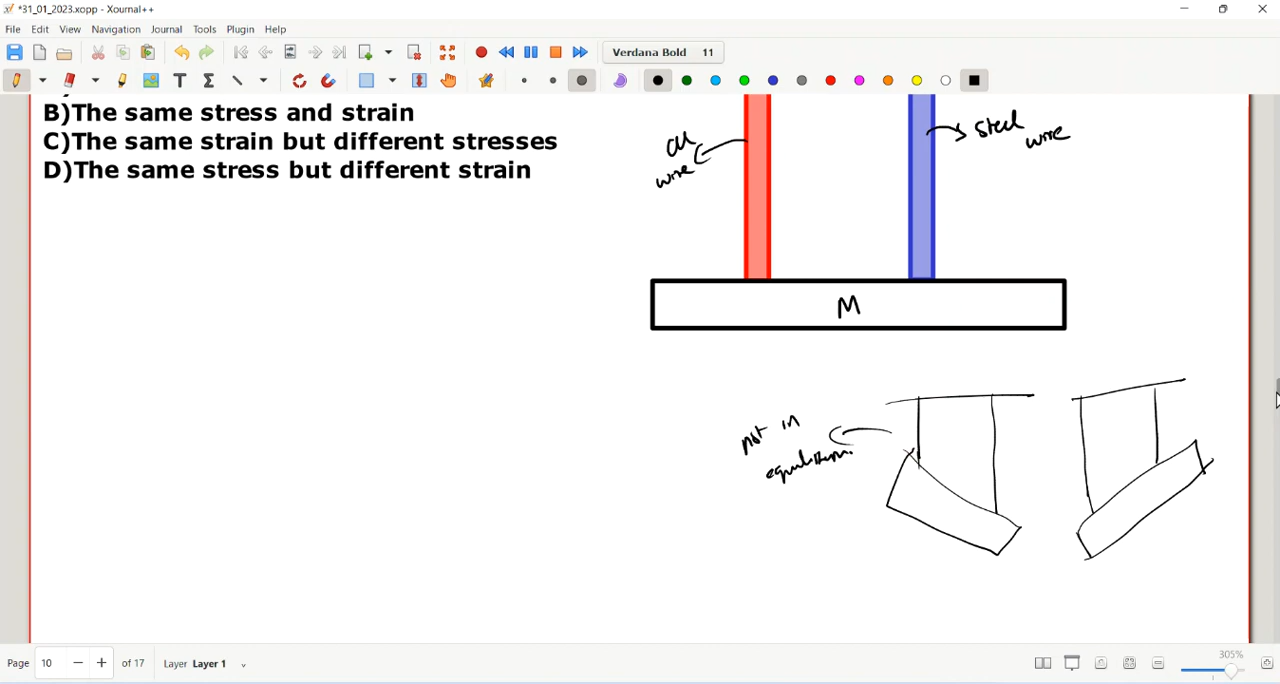 *31_01_2023.xopp - Xournal++
File Edit View Navigation Journal Tools Plugin Help
Verdana Bold 11
B)The same stress and strain
C)The same strain but different stresses
D)The same stress but different strain
wire
Steel
wire
M
not in
Page 10 of 17 Layer Layer 1
305%